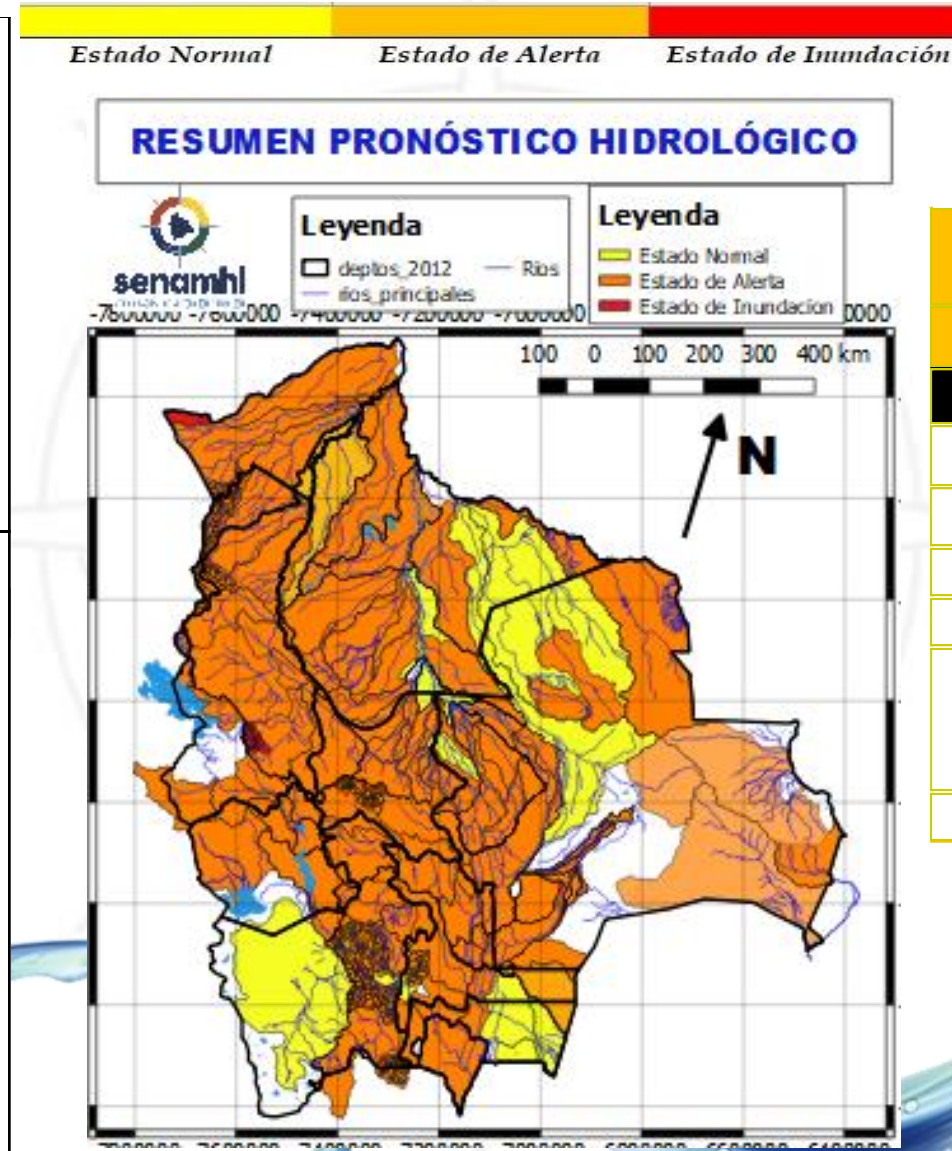 Estado Normal Estado de Alerta Estado de Inundación
RESUMEN PRONÓSTICO HIDROLÓGICO
senamhi
Leyenda
deptos_2012 Rios
rios_principales
Leyenda
Estado Normal
Estado de Alerta
Estado de Inundacion
-7800000 -7600000 -7400000 -7200000 -7000000
100 0 100 200 300 400 km
N